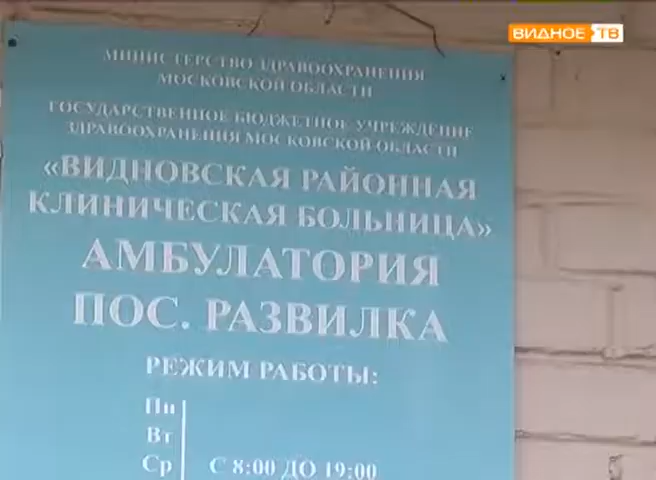 ВИДНОЕ ТВ
МИНИСТЕРСТВО ЗДРАВООХРАНЕНИЯ
МОСКОВСКОЙ ОБЛАСТИ
ГОСУДАРСТВЕННОЕ БЮДЖЕТНОЕ УЧРЕЖДЕНИЕ
ЗДРАВООХРАНЕНИЯ МОСКОВСКОЙ ОБЛАСТИ
«ВИДНОВСКАЯ РАЙОННАЯ
КЛИНИЧЕСКАЯ БОЛЬНИЦА»
АМБУЛАТОРИЯ
ПОС. РАЗВИЛКА
РЕЖИМ РАБОТЫ:
Пн
Вт
Ср С 8:00 ДО 19:00